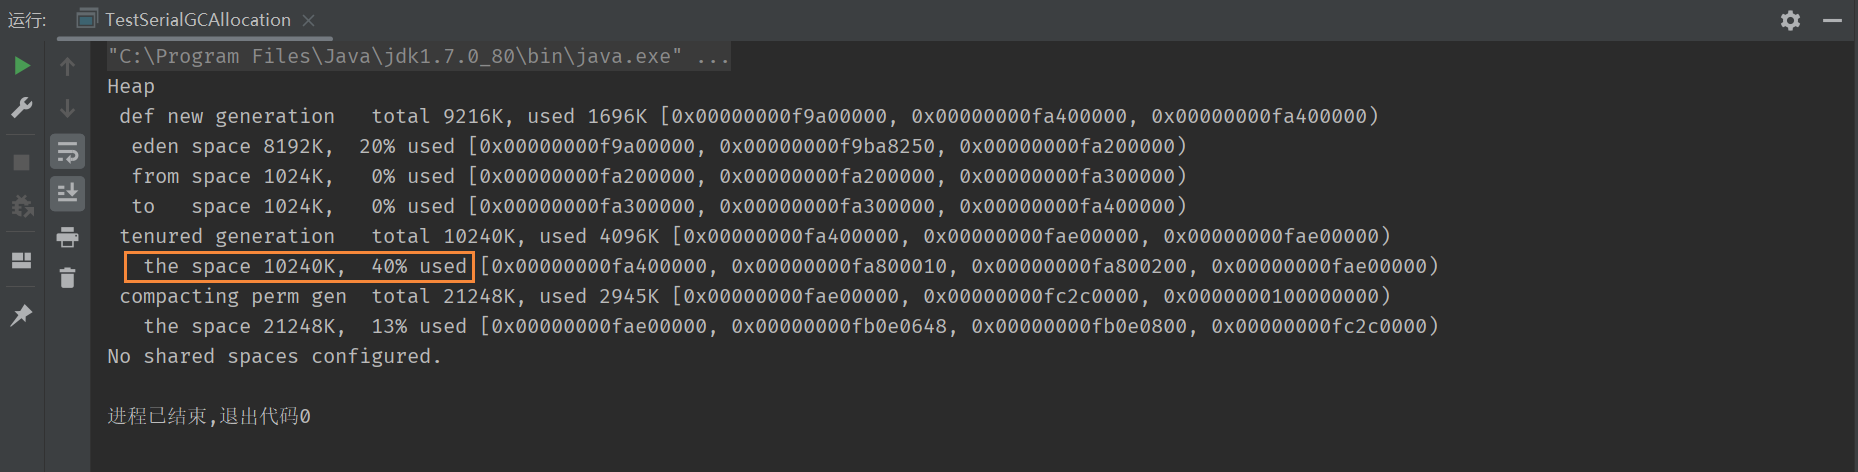 运行: TestSerialGCAllocation
"C:\Program Files\Java\jdk1.7.0_80\bin\java.exe" ...
Heap
def new generation   total 9216K, used 1696K [0x00000000f9a00000, 0x00000000fa400000, 0x00000000fa400000)
eden space 8192K,  20% used [0x00000000f9a00000, 0x00000000f9ba8250, 0x00000000fa200000)
from space 1024K,   0% used [0x00000000fa200000, 0x00000000fa200000, 0x00000000fa300000)
to   space 1024K,   0% used [0x00000000fa300000, 0x00000000fa300000, 0x00000000fa400000)
tenured generation   total 10240K, used 4096K [0x00000000fa400000, 0x00000000fae00000, 0x00000000fae00000)
the space 10240K,  40% used [0x00000000fa400000, 0x00000000fa800010, 0x00000000fa800200, 0x00000000fae00000)
compacting perm gen  total 21248K, used 2945K [0x00000000fae00000, 0x00000000fc2c0000, 0x0000000100000000)
the space 21248K,  13% used [0x00000000fae00000, 0x00000000fb0e0648, 0x00000000fb0e0800, 0x00000000fc2c0000)
No shared spaces configured.
进程已结束,退出代码0